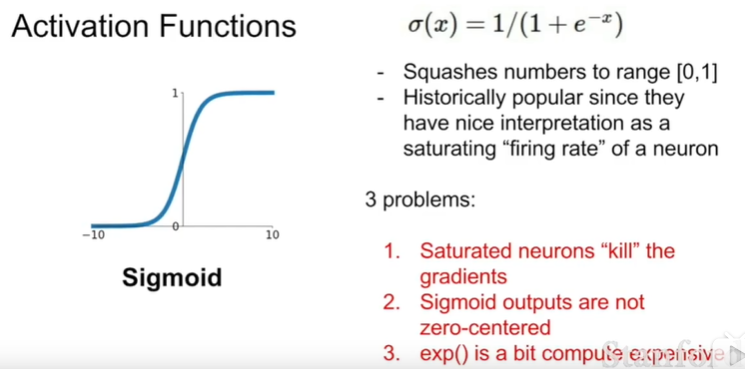 Activation Functions
σ(x) = 1/(1 + e^{-x})
- Squashes numbers to range [0,1]
- Historically popular since they
have nice interpretation as a
saturating “firing rate” of a neuron
1
0
-10
10
Sigmoid
3 problems:
1. Saturated neurons “kill” the
gradients
2. Sigmoid outputs are not
zero-centered
3. exp() is a bit compute expensive